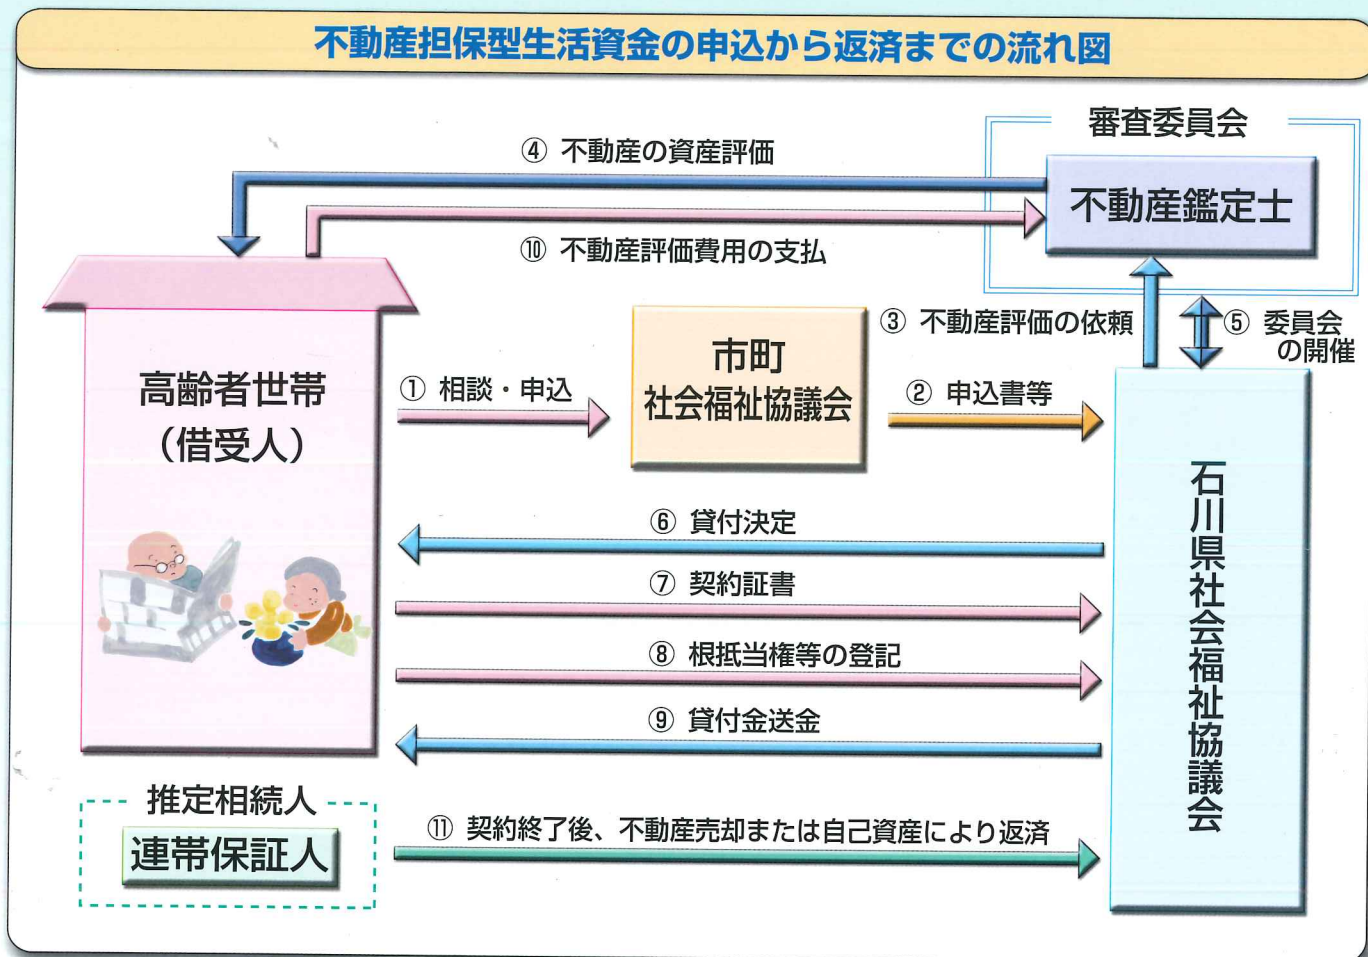 不動産担保型生活資金の申込から返済までの流れ図
審査委員会
④ 不動産の資産評価
不動産鑑定士
⑩ 不動産評価費用の支払
③ 不動産評価の依頼
⑤ 委員会
の開催
高齢者世帯
(借受人)
① 相談・申込
市町
社会福祉協議会
② 申込書等
石川県社会福祉協議会
⑥ 貸付決定
⑦ 契約証書
⑧ 根抵当権等の登記
⑨ 貸付金送金
推定相続人
連帯保証人
⑪ 契約終了後、不動産売却または自己資産により返済